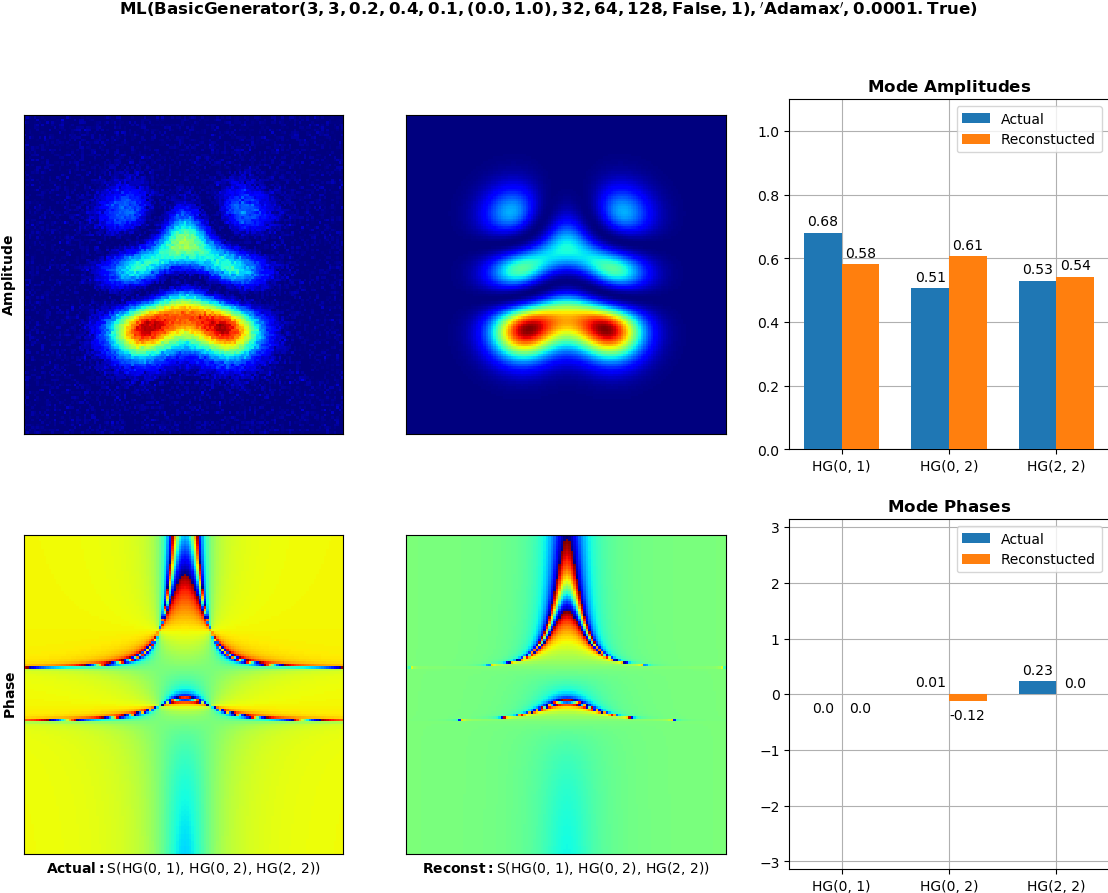 ML(BasicGenerator(3, 3, 0.2, 0.4, 0.1, (0.0, 1.0), 32, 64, 128, False, 1), ′Adamax′, 0.0001. True)
Amplitude
Mode Amplitudes
Actual
Reconstucted
1.0
0.8
0.6
0.4
0.2
0.0
0.68
0.58
0.51
0.61
0.53
0.54
HG(0, 1)
HG(0, 2)
HG(2, 2)
Phase
Actual: S(HG(0, 1), HG(0, 2), HG(2, 2))
Reconst: S(HG(0, 1), HG(0, 2), HG(2, 2))
Mode Phases
Actual
Reconstucted
3
2
1
0
−1
−2
−3
0.0
0.0
0.01
-0.12
0.23
0.0
HG(0, 1)
HG(0, 2)
HG(2, 2)